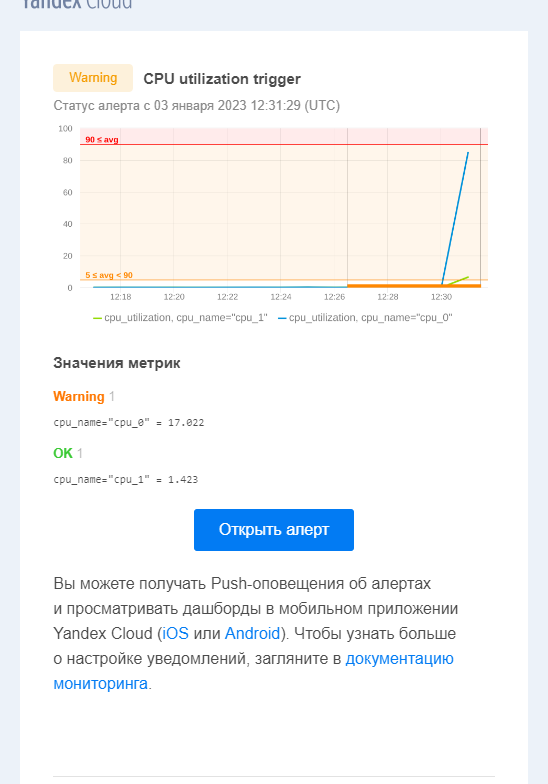 Yandex Cloud
Warning CPU utilization trigger
Статус алерта с 03 января 2023 12:31:29 (UTC)
100
90 ≤ avg
80
60
40
20
5 ≤ avg < 90
0
12:18 12:20 12:22 12:24 12:26 12:28 12:30
cpu_utilization, cpu_name="cpu_1" cpu_utilization, cpu_name="cpu_0"
Значения метрик
Warning 1
cpu_name="cpu_0" = 17.022
OK 1
cpu_name="cpu_1" = 1.423
Открыть алерт
Вы можете получать Push-оповещения об алертах
и просматривать дашборды в мобильном приложении
Yandex Cloud (iOS или Android). Чтобы узнать больше
о настройке уведомлений, загляните в документацию
мониторинга.